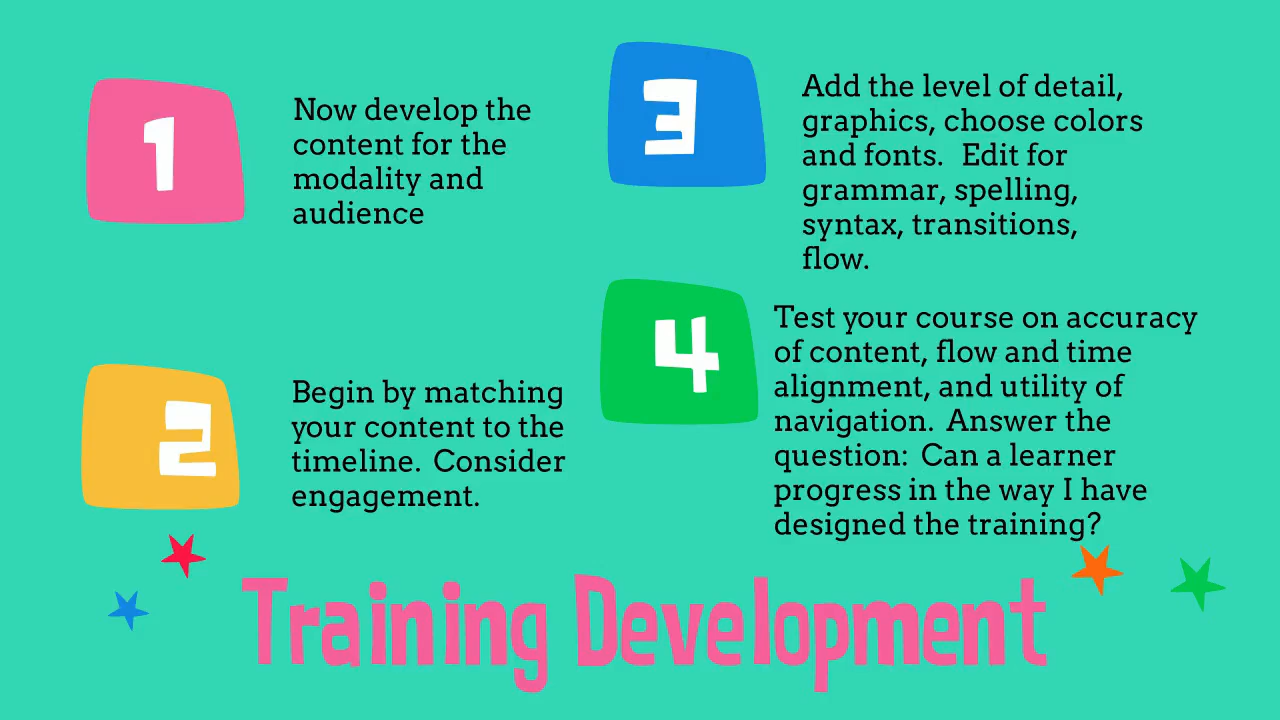 1
Now develop the
content for the
modality and
audience
2
Begin by matching
your content to the
timeline.  Consider
engagement.
3
Add the level of detail,
graphics, choose colors
and fonts.  Edit for
grammar, spelling,
syntax, transitions,
flow.
4
Test your course on accuracy
of content, flow and time
alignment, and utility of
navigation.  Answer the
question:  Can a learner
progress in the way I have
designed the training?
Training Development